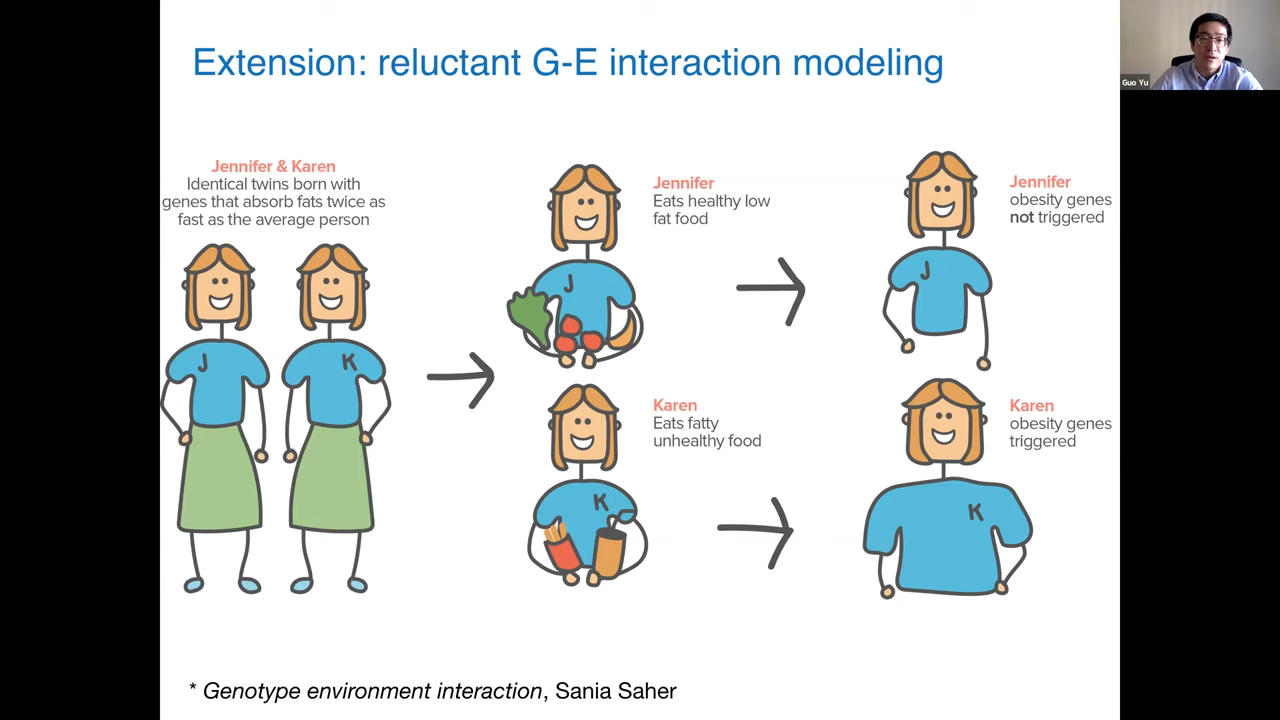 Extension: reluctant G-E interaction modeling
Guo Yu
Jennifer & Karen
Identical twins born with
genes that absorb fats twice as
fast as the average person
J
K
Jennifer
Eats healthy low
fat food
J
Jennifer
obesity genes
not triggered
J
Karen
Eats fatty
unhealthy food
K
Karen
obesity genes
triggered
K
* Genotype environment interaction, Sania Saher